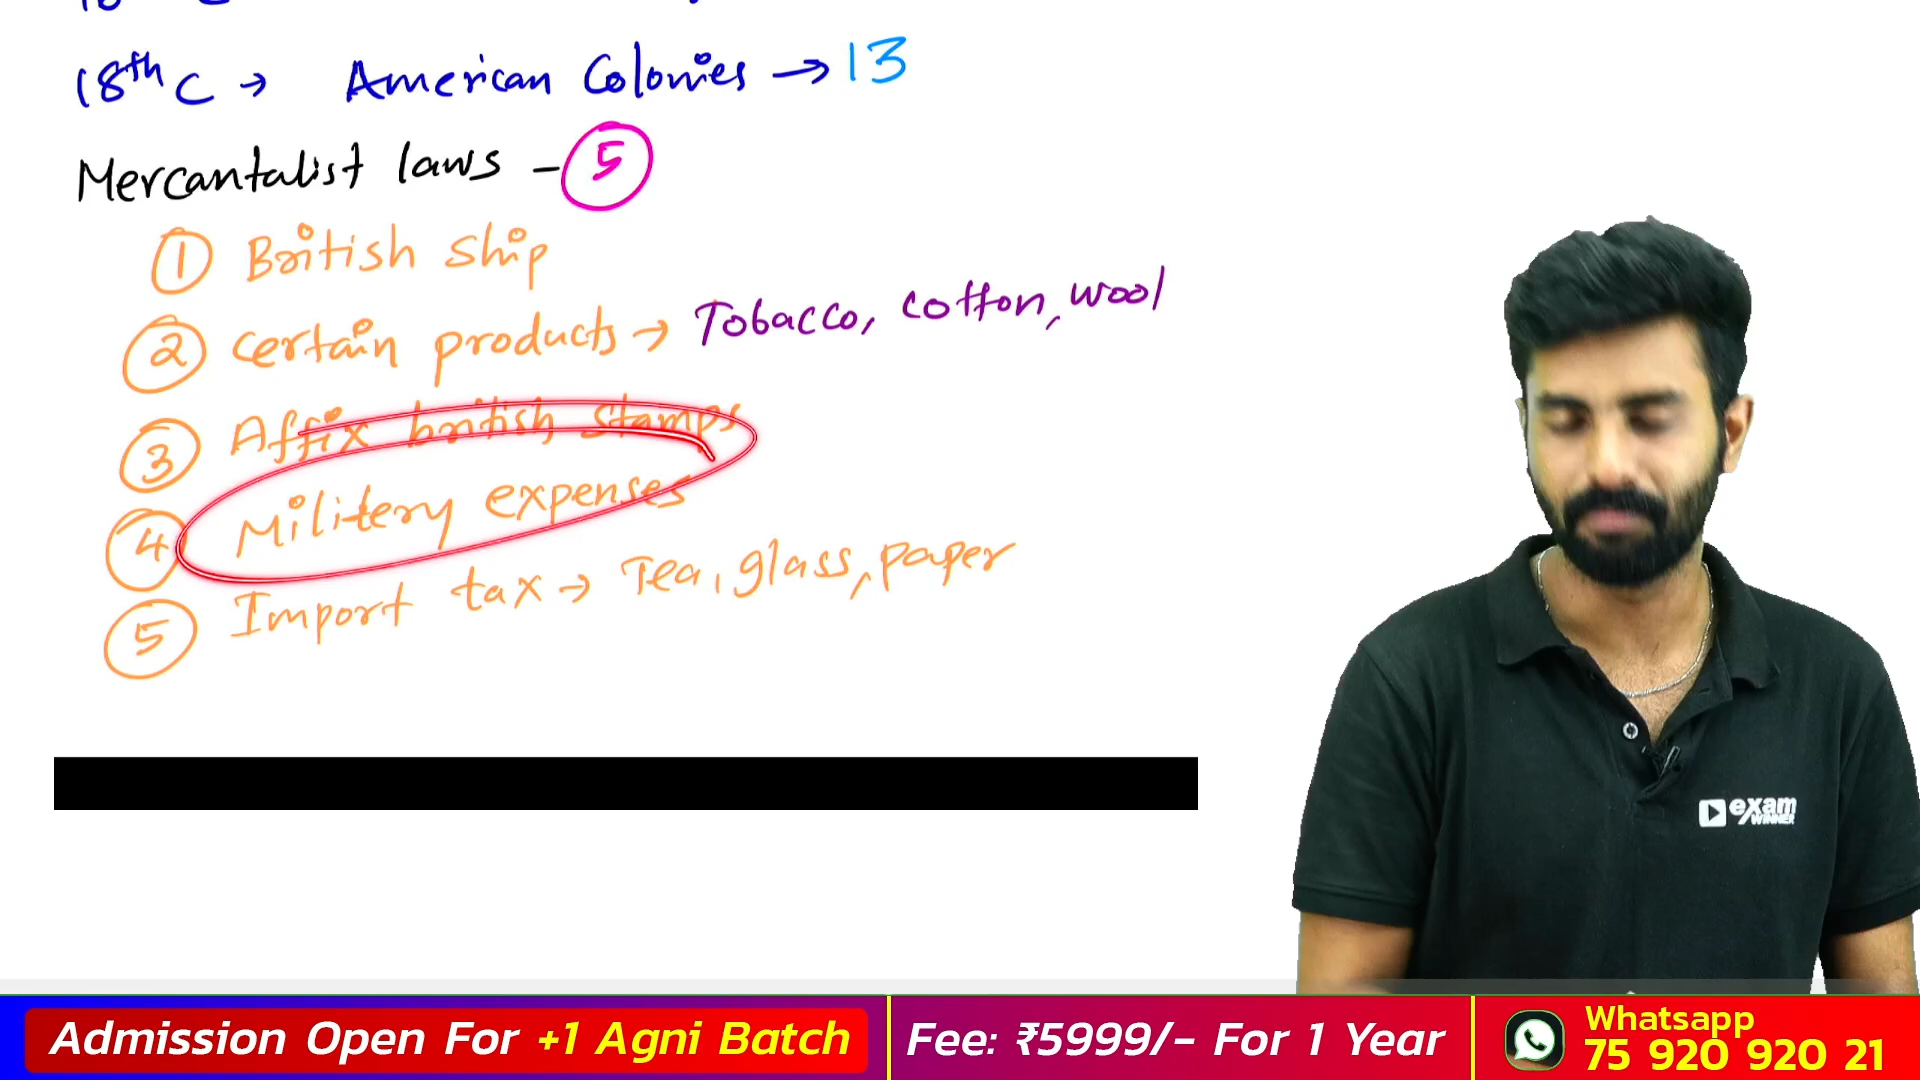 18th C → American Colonies → 13
Mercantalist laws - 5
1 British ship
2 certain products → Tobacco, cotton, wool
3 Affix british stamps
4 Militery expenses
5 Import tax → Tea, glass, paper
exam
WINNER
Admission Open For +1 Agni Batch
Fee: ₹5999/- For 1 Year
Whatsapp
75 920 920 21